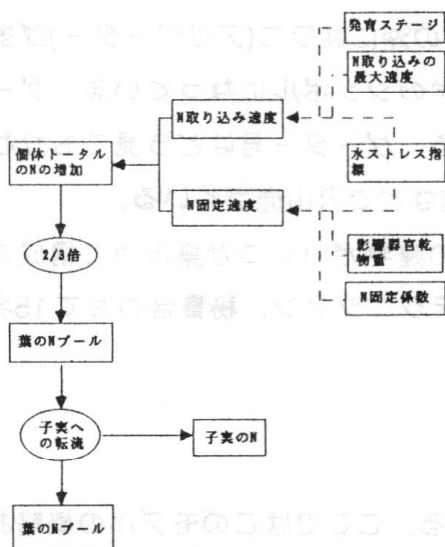 発育ステージ
N取り込みの
最大速度
N取り込み速度
個体トータル
のNの増加
水ストレス指
標
N固定速度
影響器官乾
物重
N固定係数
2/3倍
葉のNプール
子実へ
の転流
子実のN
葉のNプール